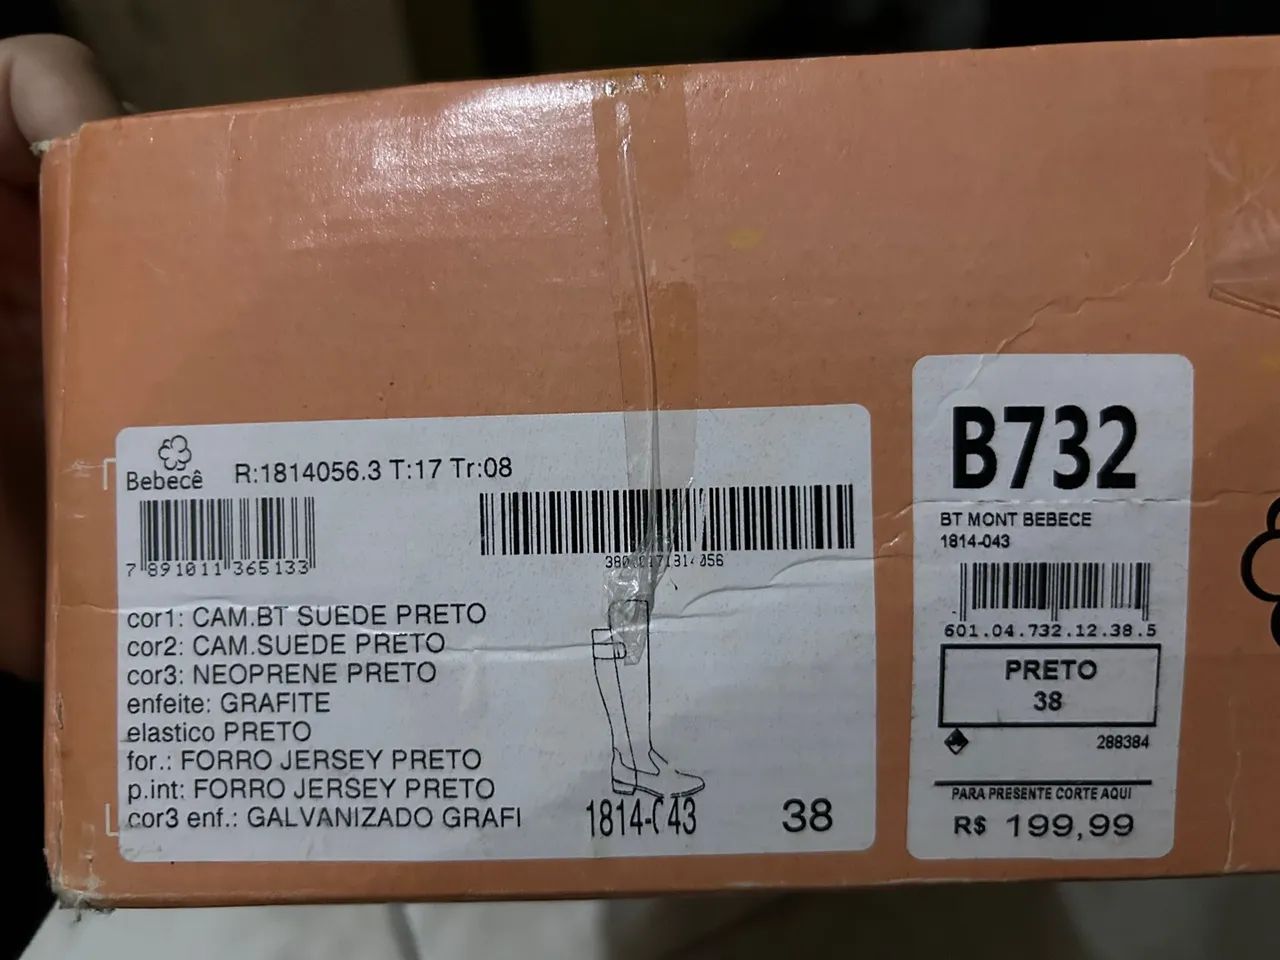 Bebecê
R:1814056.3 T:17 Tr:08
7 891011 365133
cor1: CAM.BT SUEDE PRETO
cor2: CAM.SUEDE PRETO
cor3: NEOPRENE PRETO
enfeite: GRAFITE
elastico PRETO
for.: FORRO JERSEY PRETO
p.int: FORRO JERSEY PRETO
cor3 enf.: GALVANIZADO GRAFI
1814-043
38
B732
BT MONT BEBECE
1814-043
601.04.732.12.38.5
PRETO
38
288384
PARA PRESENTE CORTE AQUI
R$ 199,99